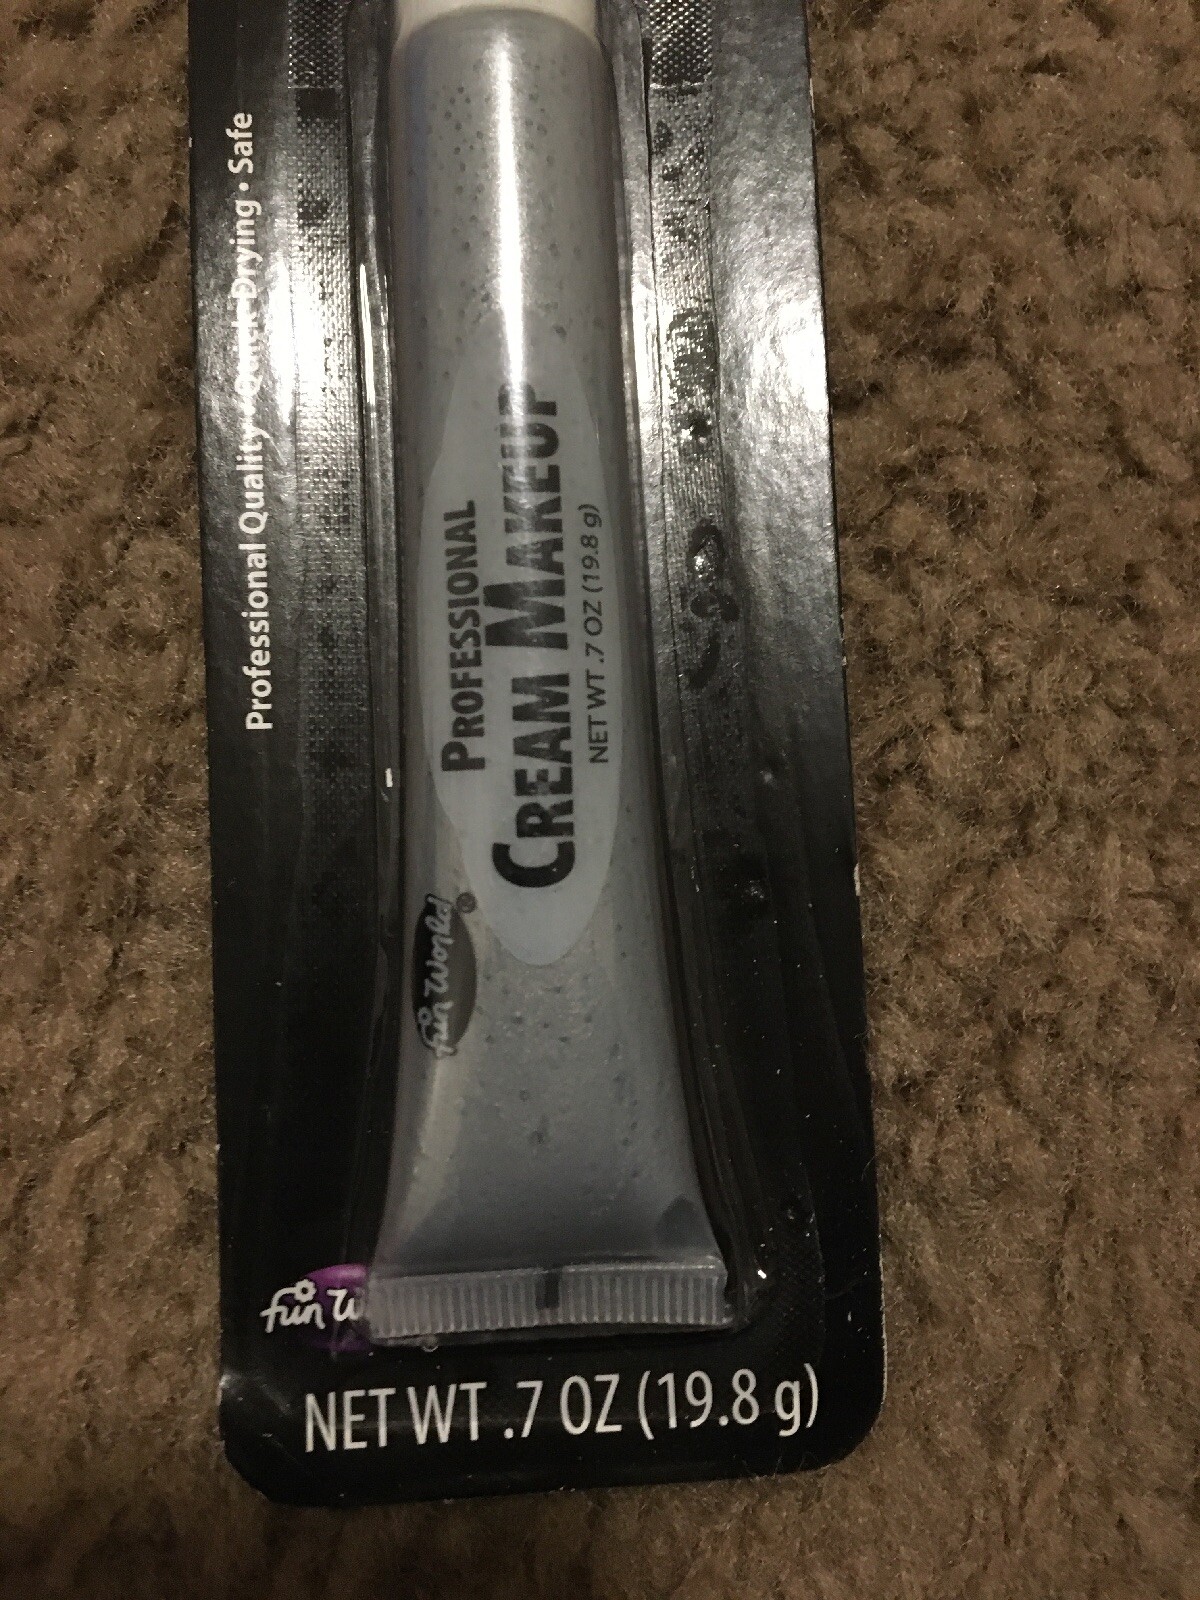 Professional Quality • Quick Drying • Safe
PROFESSIONAL
CREAM MAKEUP
NET WT .7 OZ (19.8 g)
fun World®
fun W
NET WT .7 OZ (19.8 g)